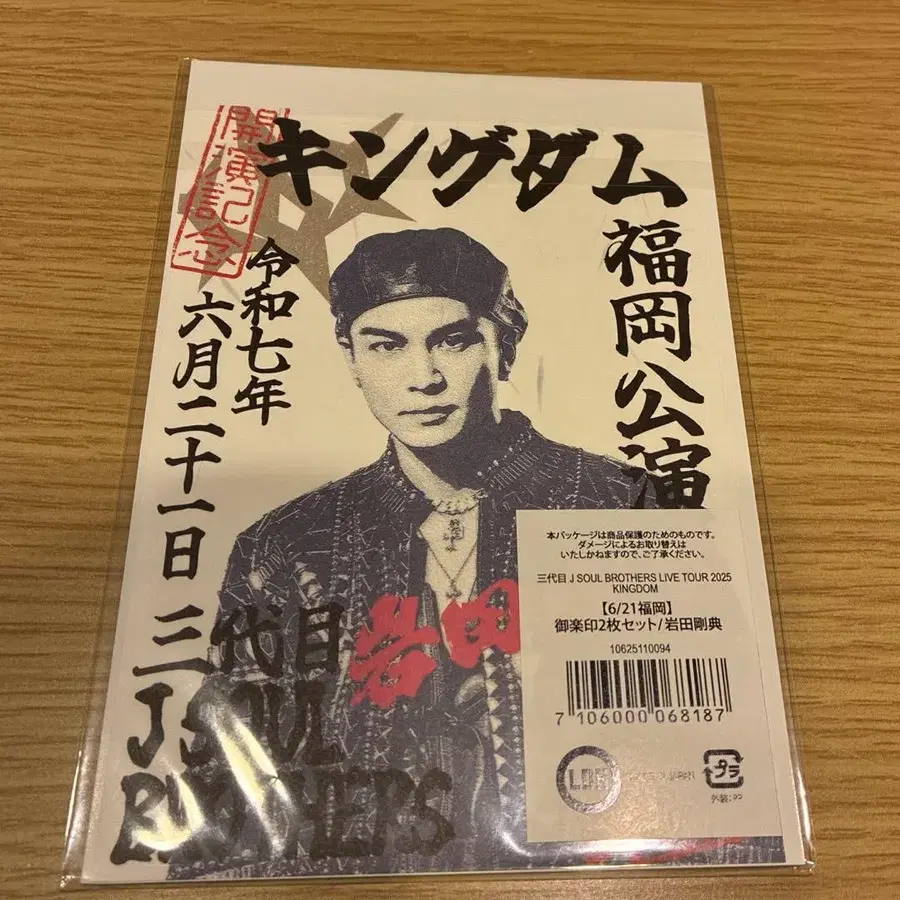 開演記念
キングダム
福岡公演
令和七年
六月二十一日
三代目
J SOUL
BROTHERS
岩田
本パッケージは商品保護のためのものです。
ダメージによるお取り替えは
いたしかねますので、ご了承ください。
三代目 J SOUL BROTHERS LIVE TOUR 2025
KINGDOM
【6/21福岡】
御楽印2枚セット/岩田剛典
10625110094
7 106000 068187
LDH
プラ